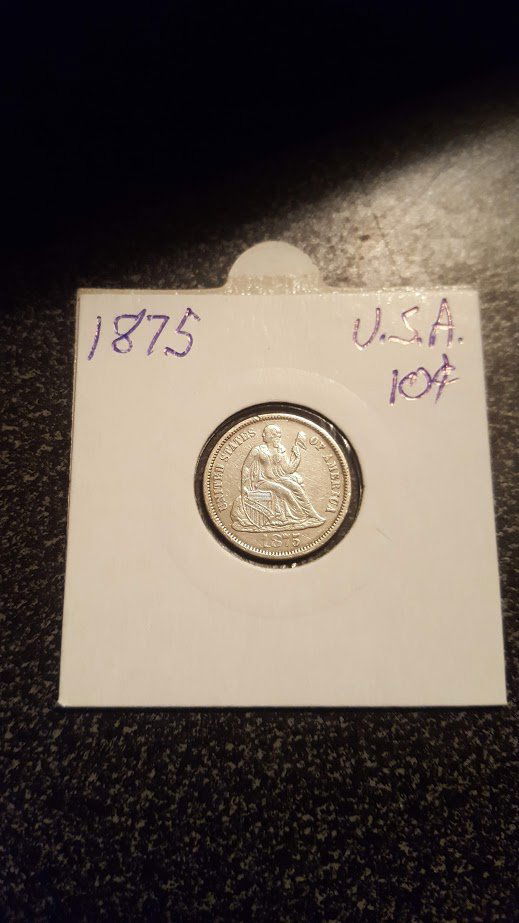 1875
U.S.A.
10¢
UNITED STATES OF AMERICA
1875